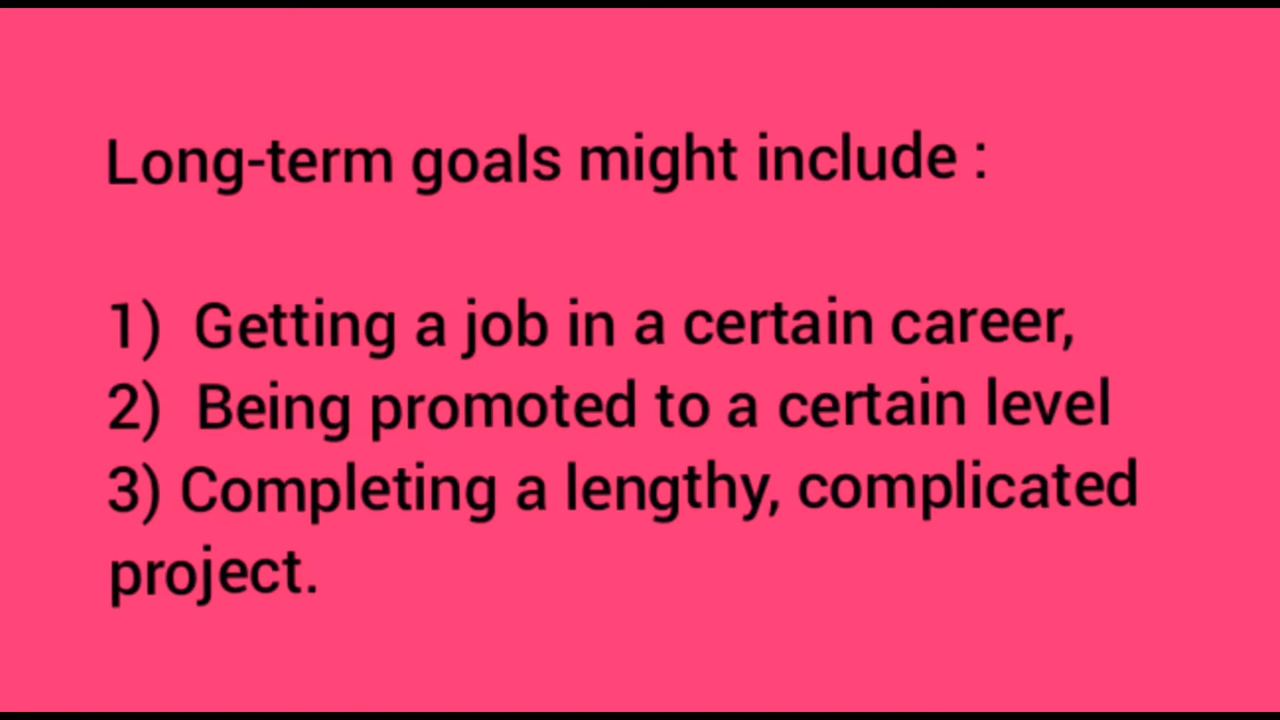 Long-term goals might include :
1) Getting a job in a certain career,
2) Being promoted to a certain level
3) Completing a lengthy, complicated
project.